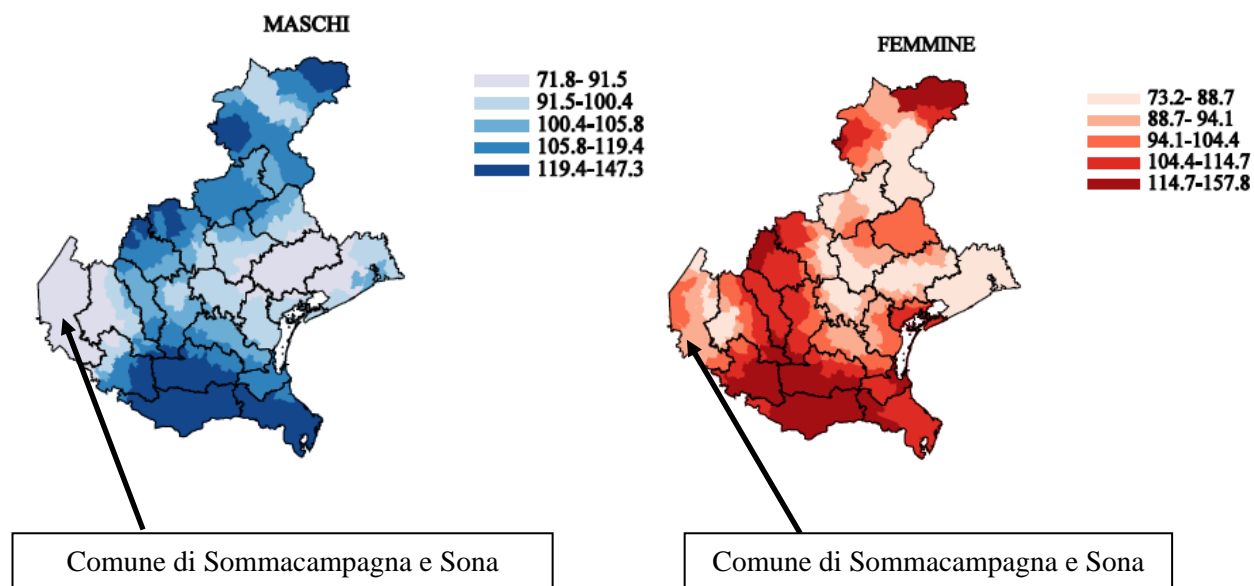 MASCHI
71.8- 91.5
91.5-100.4
100.4-105.8
105.8-119.4
119.4-147.3
Comune di Sommacampagna e Sona
FEMMINE
73.2- 88.7
88.7- 94.1
94.1-104.4
104.4-114.7
114.7-157.8
Comune di Sommacampagna e Sona